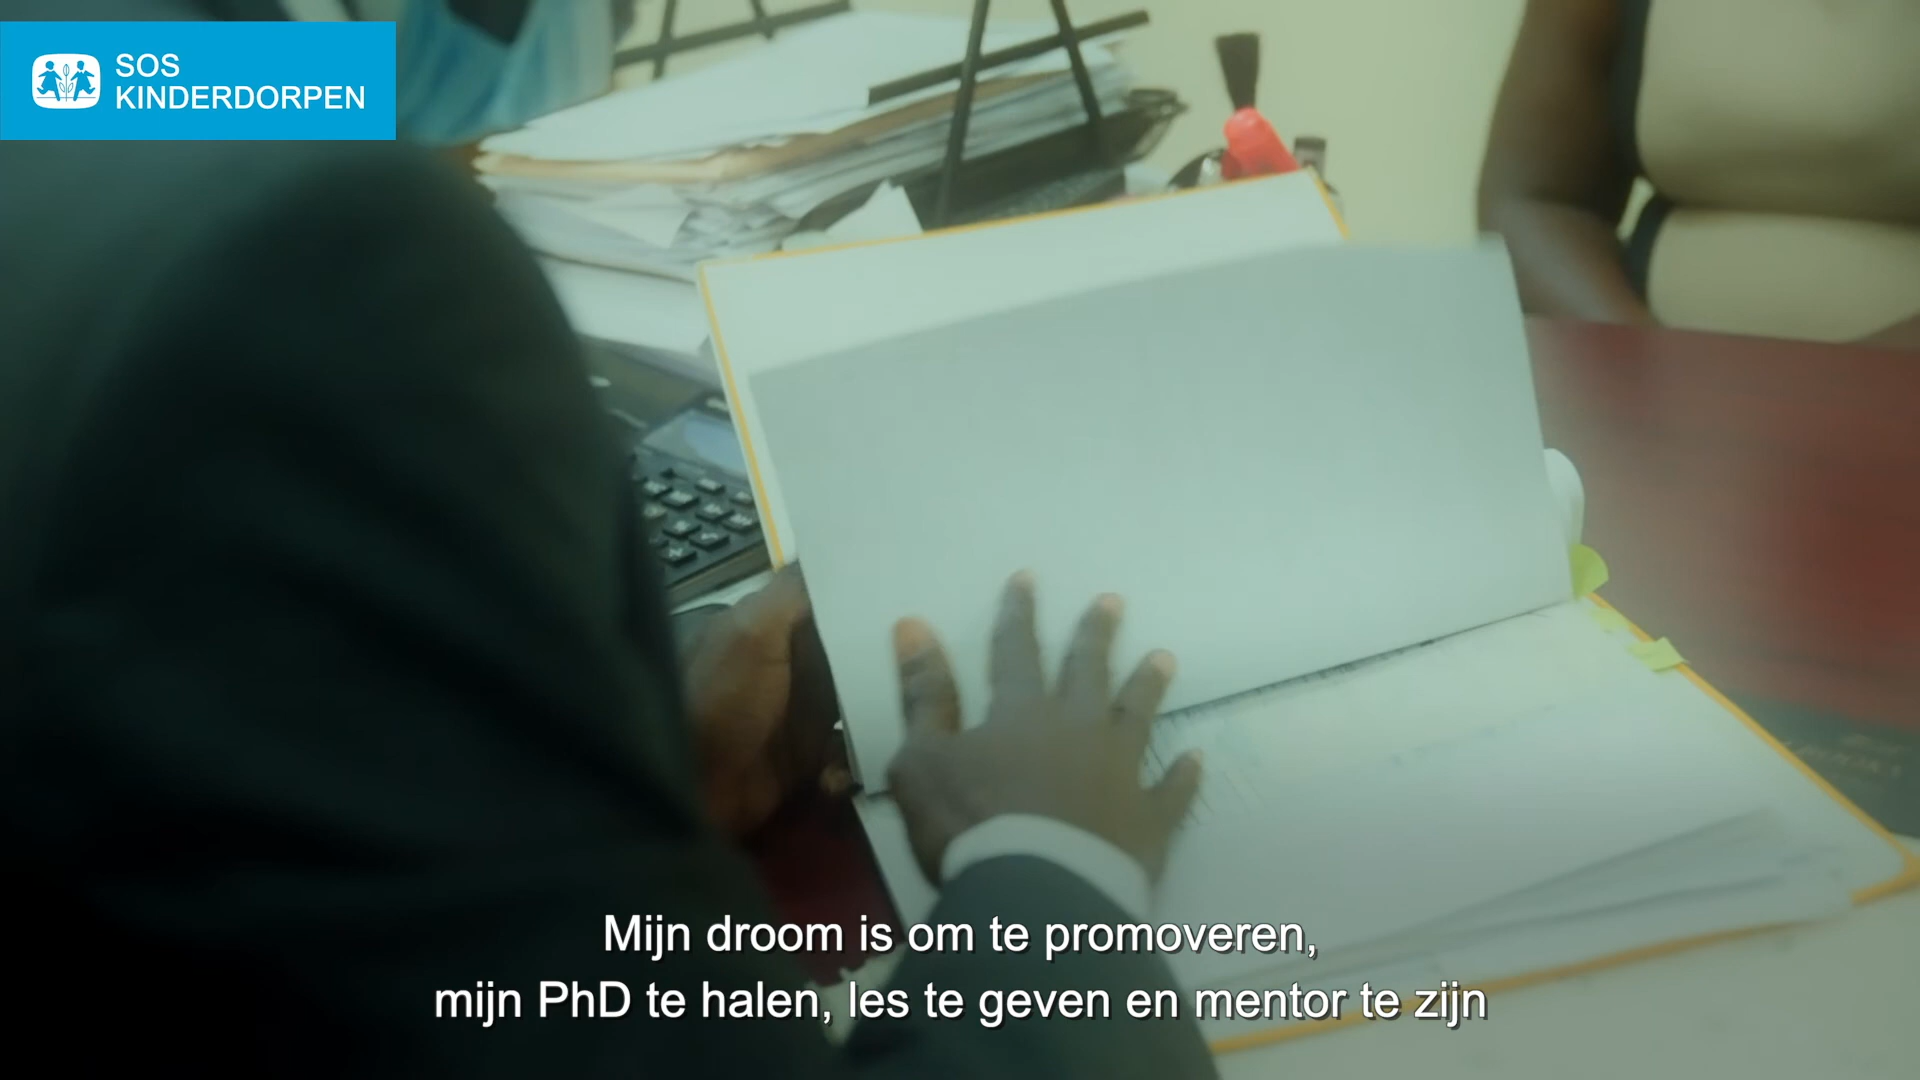 SOS
KINDERDORPEN
Mijn droom is om te promoveren,
mijn PhD te halen, les te geven en mentor te zijn